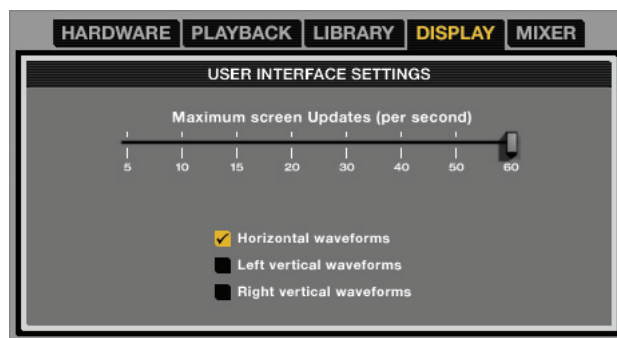 HARDWARE PLAYBACK LIBRARY DISPLAY MIXER
USER INTERFACE SETTINGS
Maximum screen Updates (per second)
5 10 15 20 30 40 50 60
Horizontal waveforms
Left vertical waveforms
Right vertical waveforms